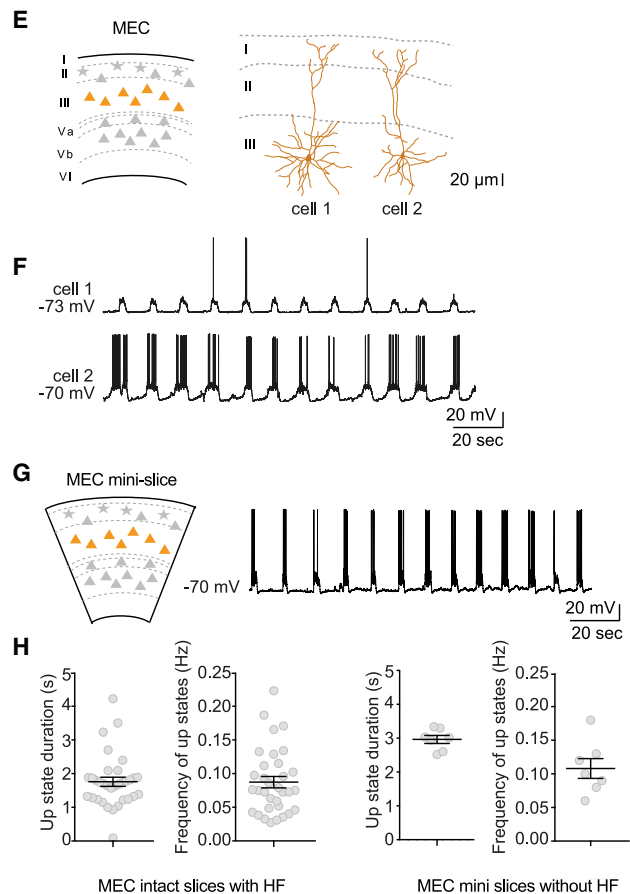 E
MEC
I
II
III
Va
Vb
VI
I
II
III
cell 1
cell 2
20 µm
F
cell 1
-73 mV
cell 2
-70 mV
20 mV
20 sec
G
MEC mini-slice
-70 mV
20 mV
20 sec
H
Up state duration (s)
5
4
3
2
1
0
Frequency of up states (Hz)
0.25
0.20
0.15
0.10
0.05
0.00
Up state duration (s)
5
4
3
2
1
0
Frequency of up states (Hz)
0.25
0.20
0.15
0.10
0.05
0.00
MEC intact slices with HF
MEC mini slices without HF